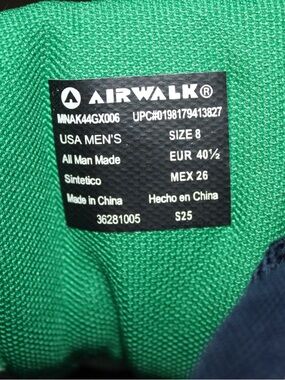 AIRWALK®
MNAK44GX006 UPC#0198179413827
USA MEN'S SIZE 8
All Man Made EUR 40½
Sintetico MEX 26
Made in China Hecho en China
36281005 S25